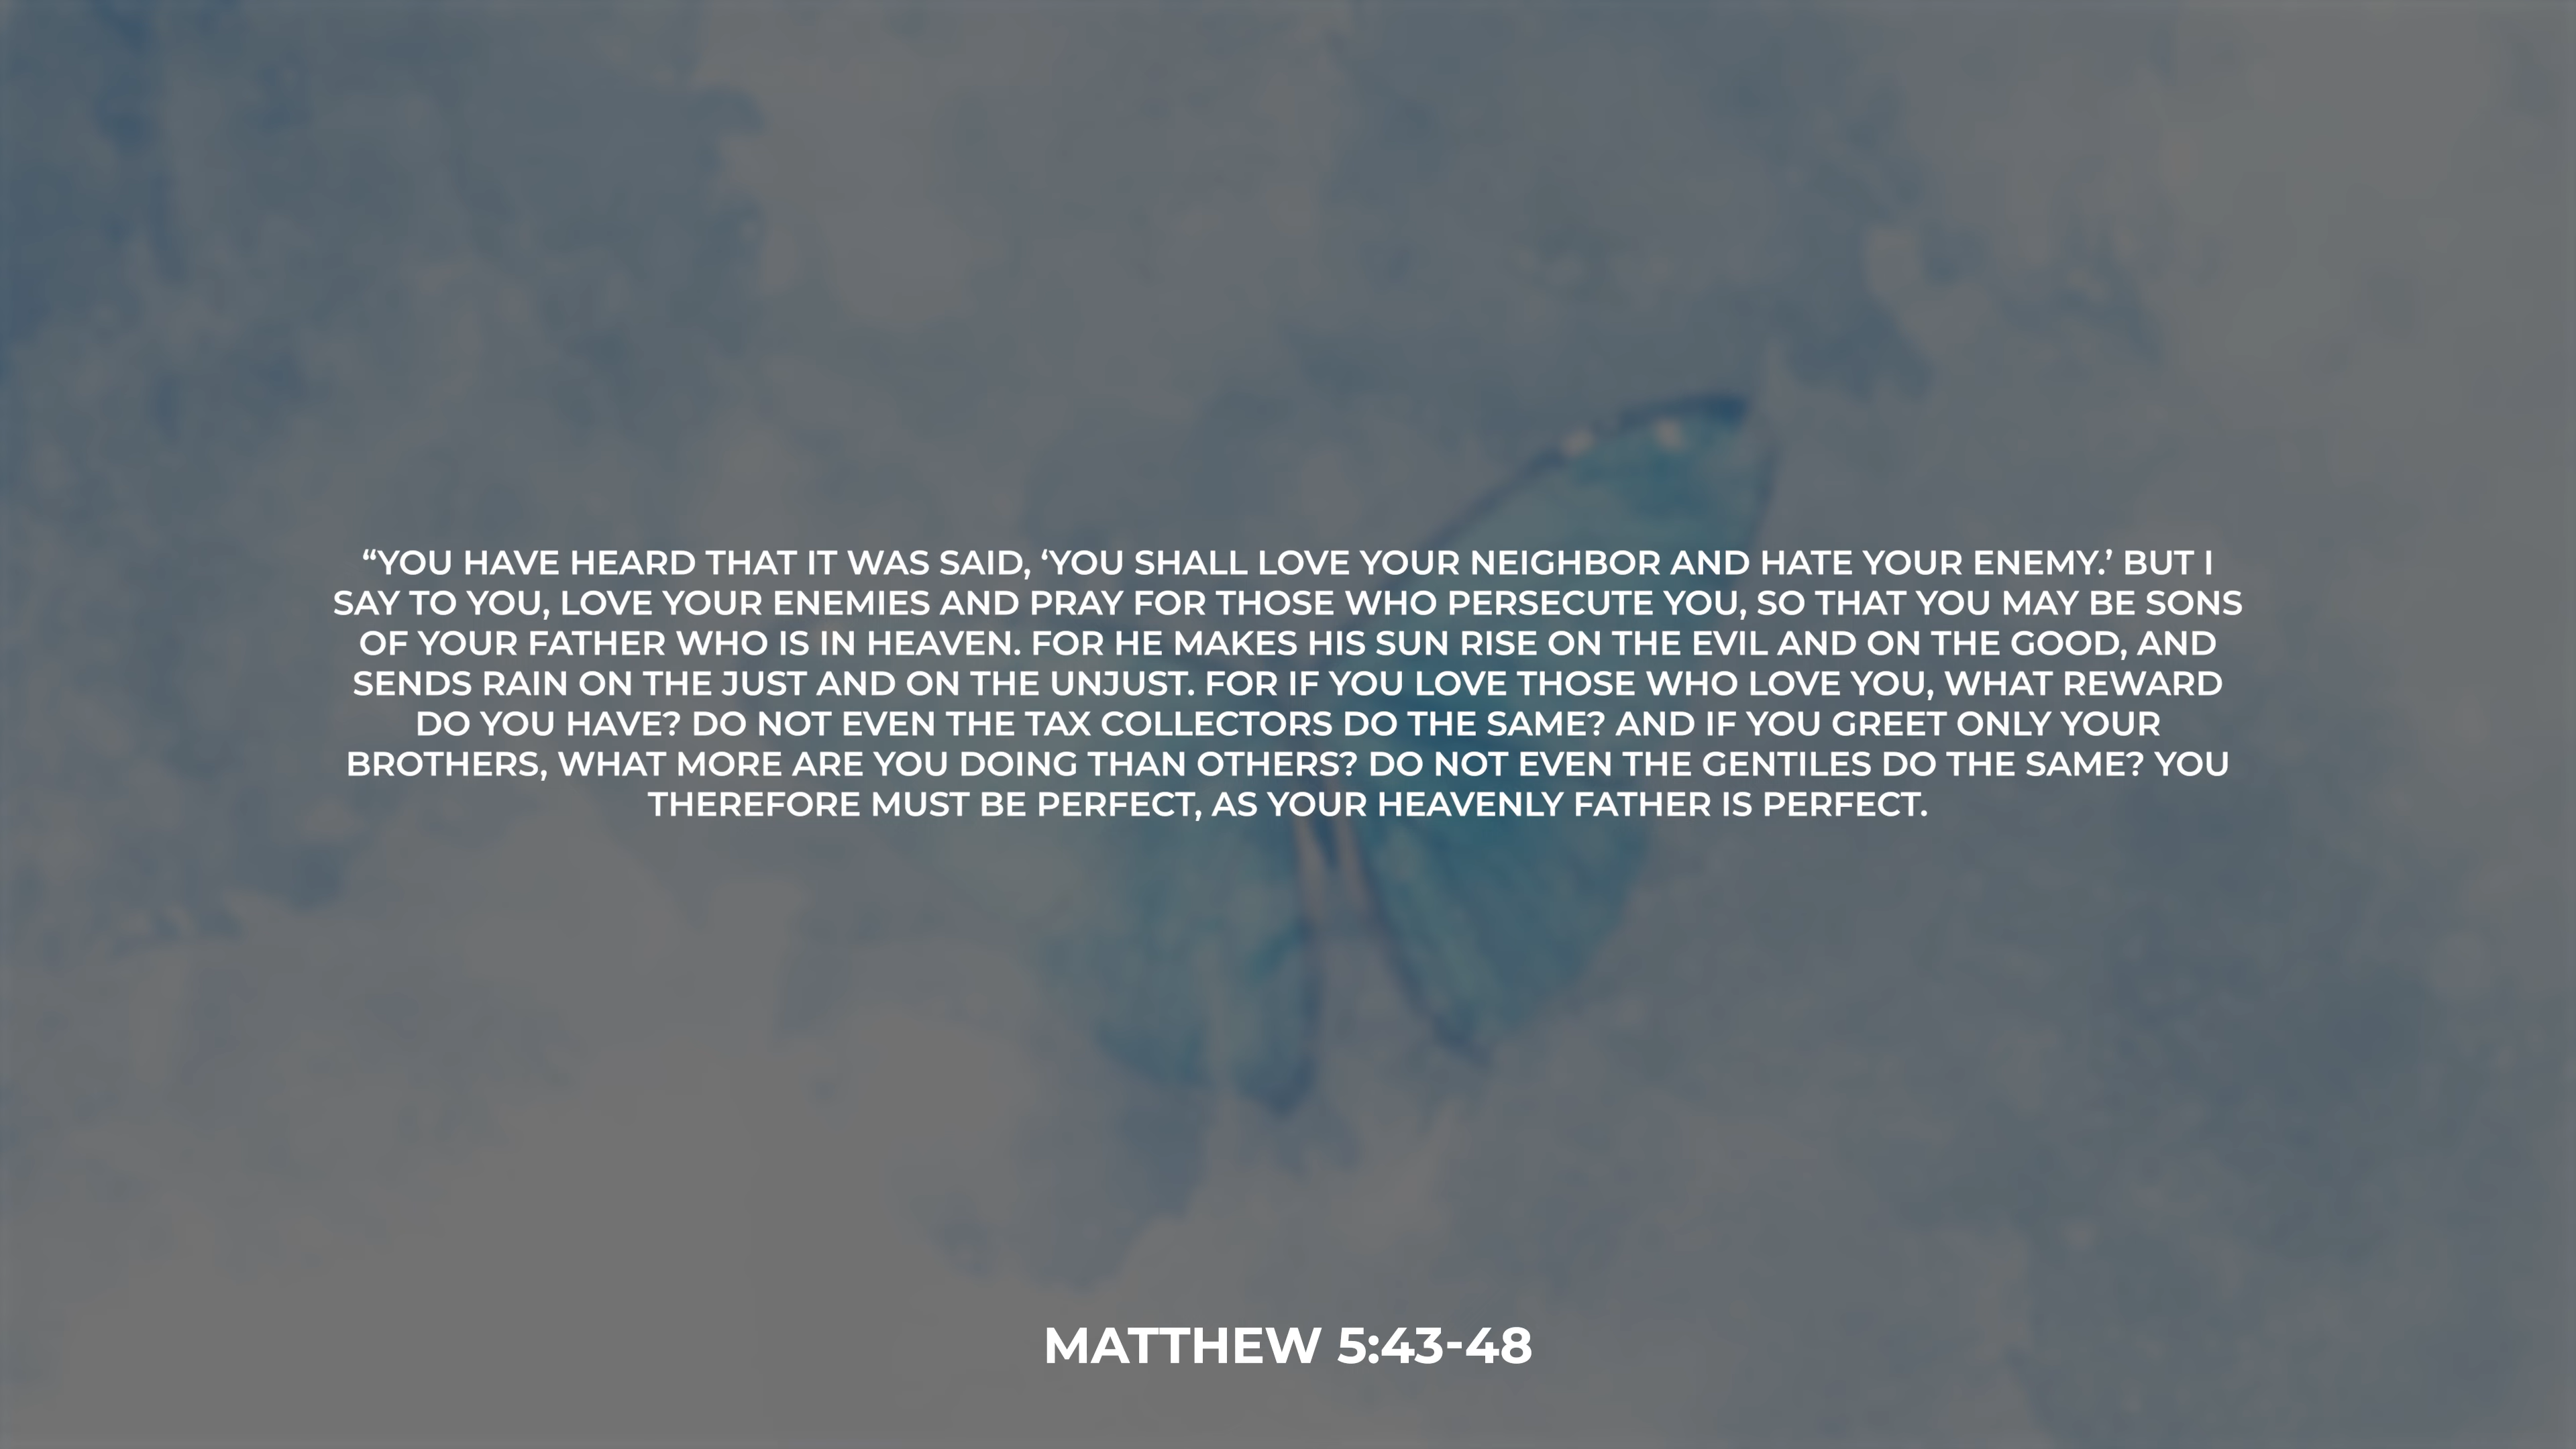 “YOU HAVE HEARD THAT IT WAS SAID, ‘YOU SHALL LOVE YOUR NEIGHBOR AND HATE YOUR ENEMY.’ BUT I
SAY TO YOU, LOVE YOUR ENEMIES AND PRAY FOR THOSE WHO PERSECUTE YOU, SO THAT YOU MAY BE SONS
OF YOUR FATHER WHO IS IN HEAVEN. FOR HE MAKES HIS SUN RISE ON THE EVIL AND ON THE GOOD, AND
SENDS RAIN ON THE JUST AND ON THE UNJUST. FOR IF YOU LOVE THOSE WHO LOVE YOU, WHAT REWARD
DO YOU HAVE? DO NOT EVEN THE TAX COLLECTORS DO THE SAME? AND IF YOU GREET ONLY YOUR
BROTHERS, WHAT MORE ARE YOU DOING THAN OTHERS? DO NOT EVEN THE GENTILES DO THE SAME? YOU
THEREFORE MUST BE PERFECT, AS YOUR HEAVENLY FATHER IS PERFECT.
MATTHEW 5:43-48